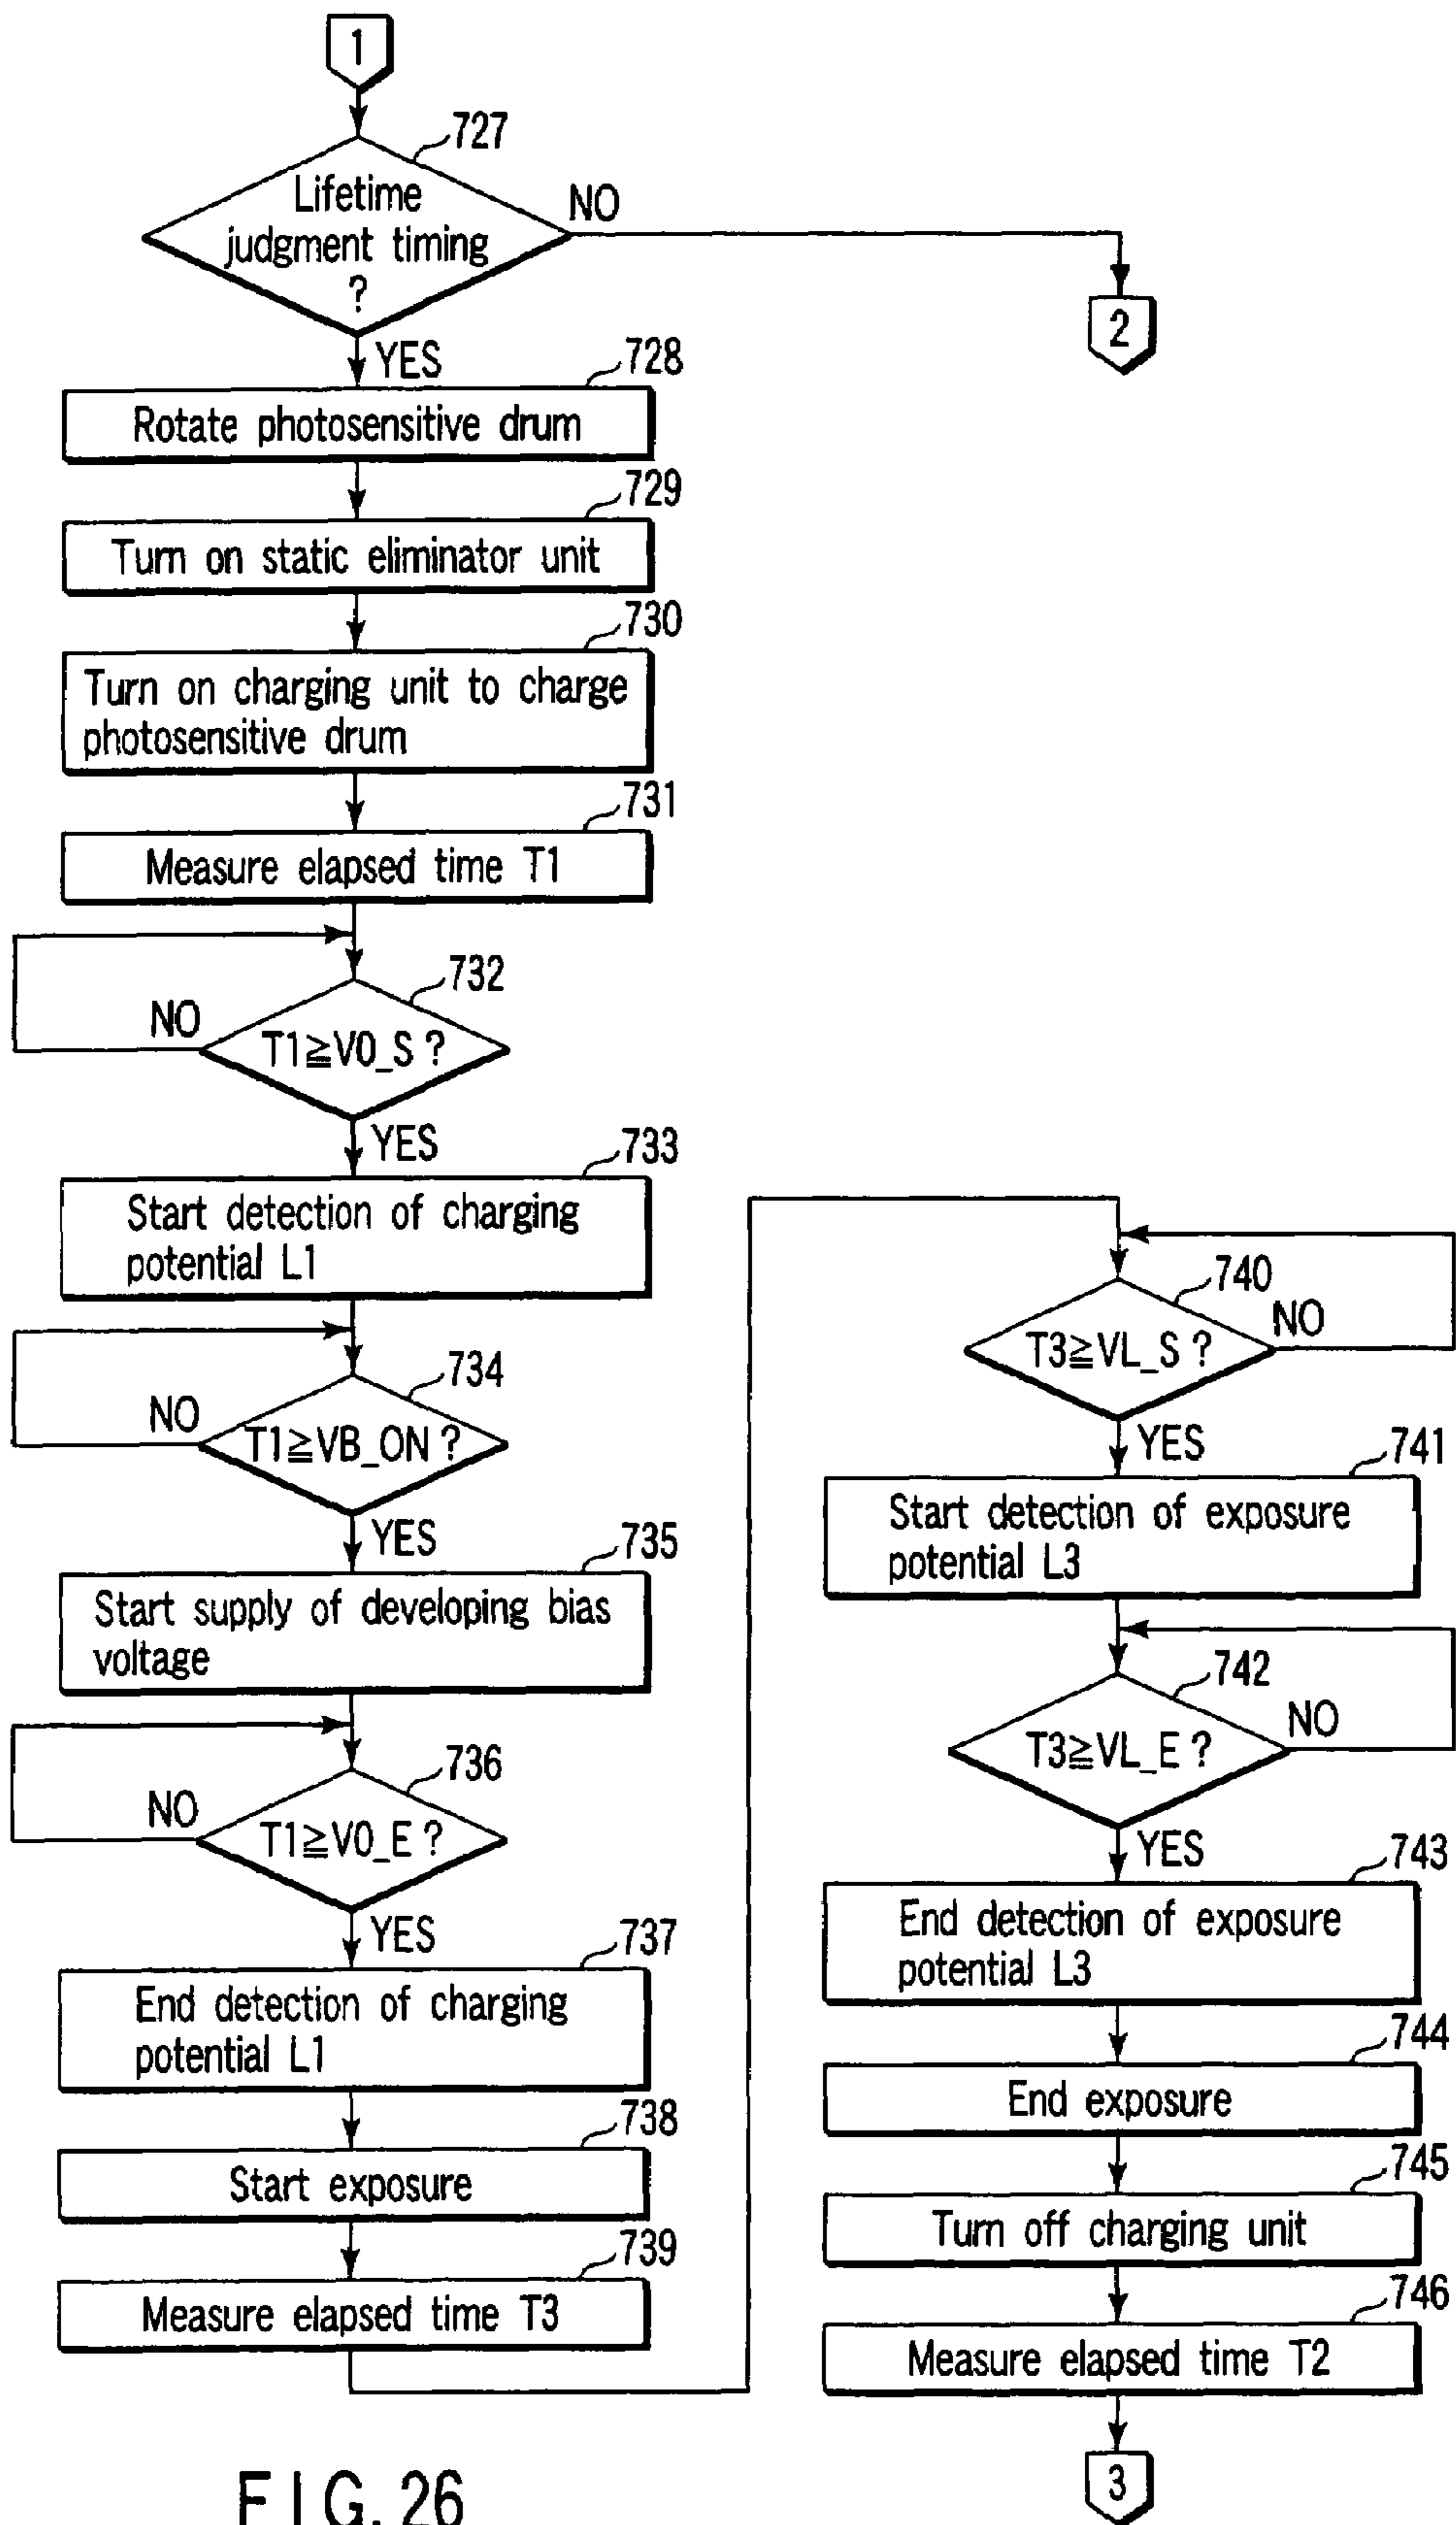 1
727
Lifetime
judgment timing
?
NO
2
YES
728
Rotate photosensitive drum
729
Turn on static eliminator unit
730
Turn on charging unit to charge
photosensitive drum
731
Measure elapsed time T1
732
NO
T1≧V0_S ?
YES
733
Start detection of charging
potential L1
734
NO
T1≧VB_ON ?
YES
735
Start supply of developing bias
voltage
736
NO
T1≧V0_E ?
YES
737
End detection of charging
potential L1
738
Start exposure
739
Measure elapsed time T3
740
NO
T3≧VL_S ?
YES
741
Start detection of exposure
potential L3
742
NO
T3≧VL_E ?
YES
743
End detection of exposure
potential L3
744
End exposure
745
Turn off charging unit
746
Measure elapsed time T2
3
FIG. 26